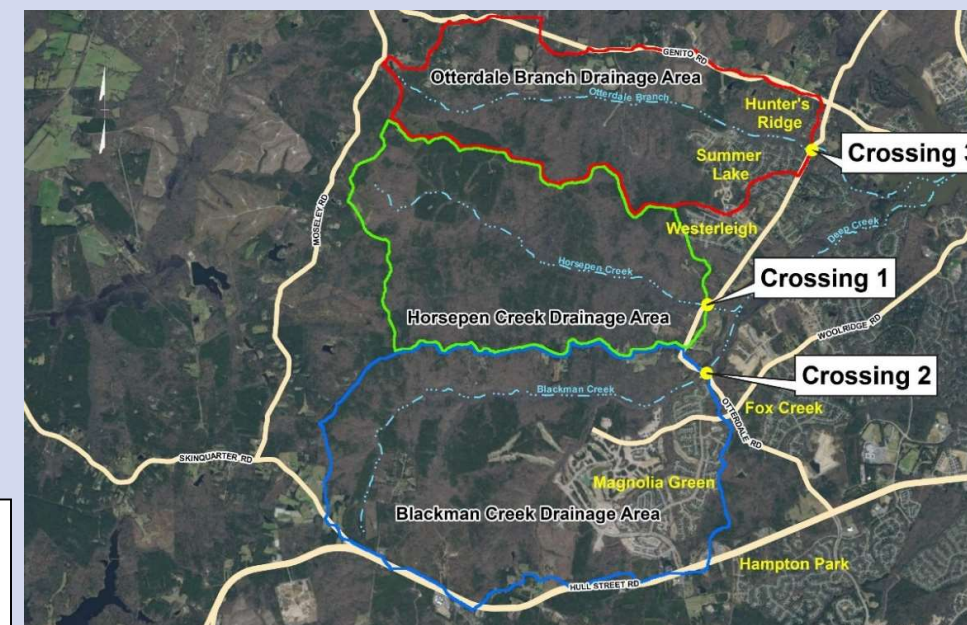 GENITO RD
Otterdale Branch Drainage Area
Otterdale Branch
Hunter's
Ridge
Crossing 3
Summer
Lake
MOSELEY RD
Westerleigh
Deep Creek
Horsepen Creek
Crossing 1
Horsepen Creek Drainage Area
WOOLRIDGE RD
Crossing 2
Blackman Creek
Fox Creek
OTTERDALE RD
SKINQUARTER RD
Magnolia Green
Blackman Creek Drainage Area
Hampton Park
HULL STREET RD